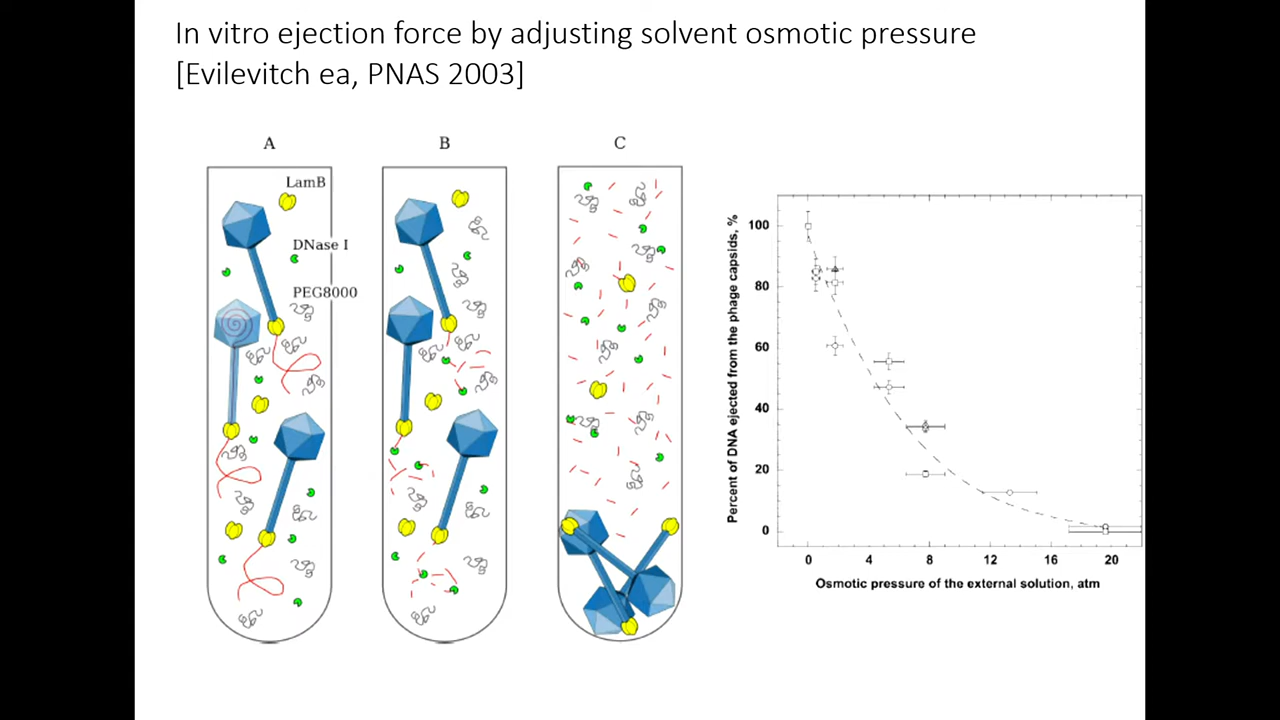 In vitro ejection force by adjusting solvent osmotic pressure
[Evilevitch ea, PNAS 2003]
A
B
C
LamB
DNase I
PEG8000
Percent of DNA ejected from the phage capsids, %
100
80
60
40
20
0
0 4 8 12 16 20
Osmotic pressure of the external solution, atm